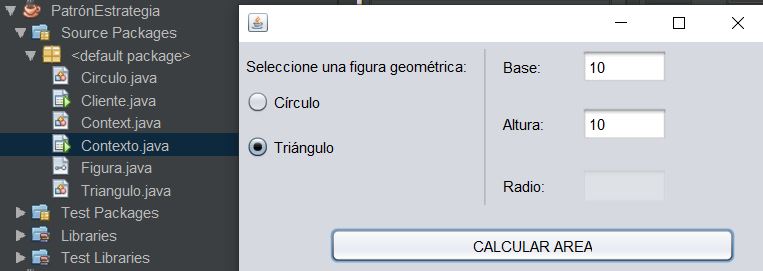 PatrónEstrategia
Source Packages
<default package>
Circulo.java
Cliente.java
Context.java
Contexto.java
Figura.java
Triangulo.java
Test Packages
Libraries
Test Libraries
Seleccione una figura geométrica:
Círculo
Triángulo
Base: 10
Altura: 10
Radio:
CALCULAR AREA